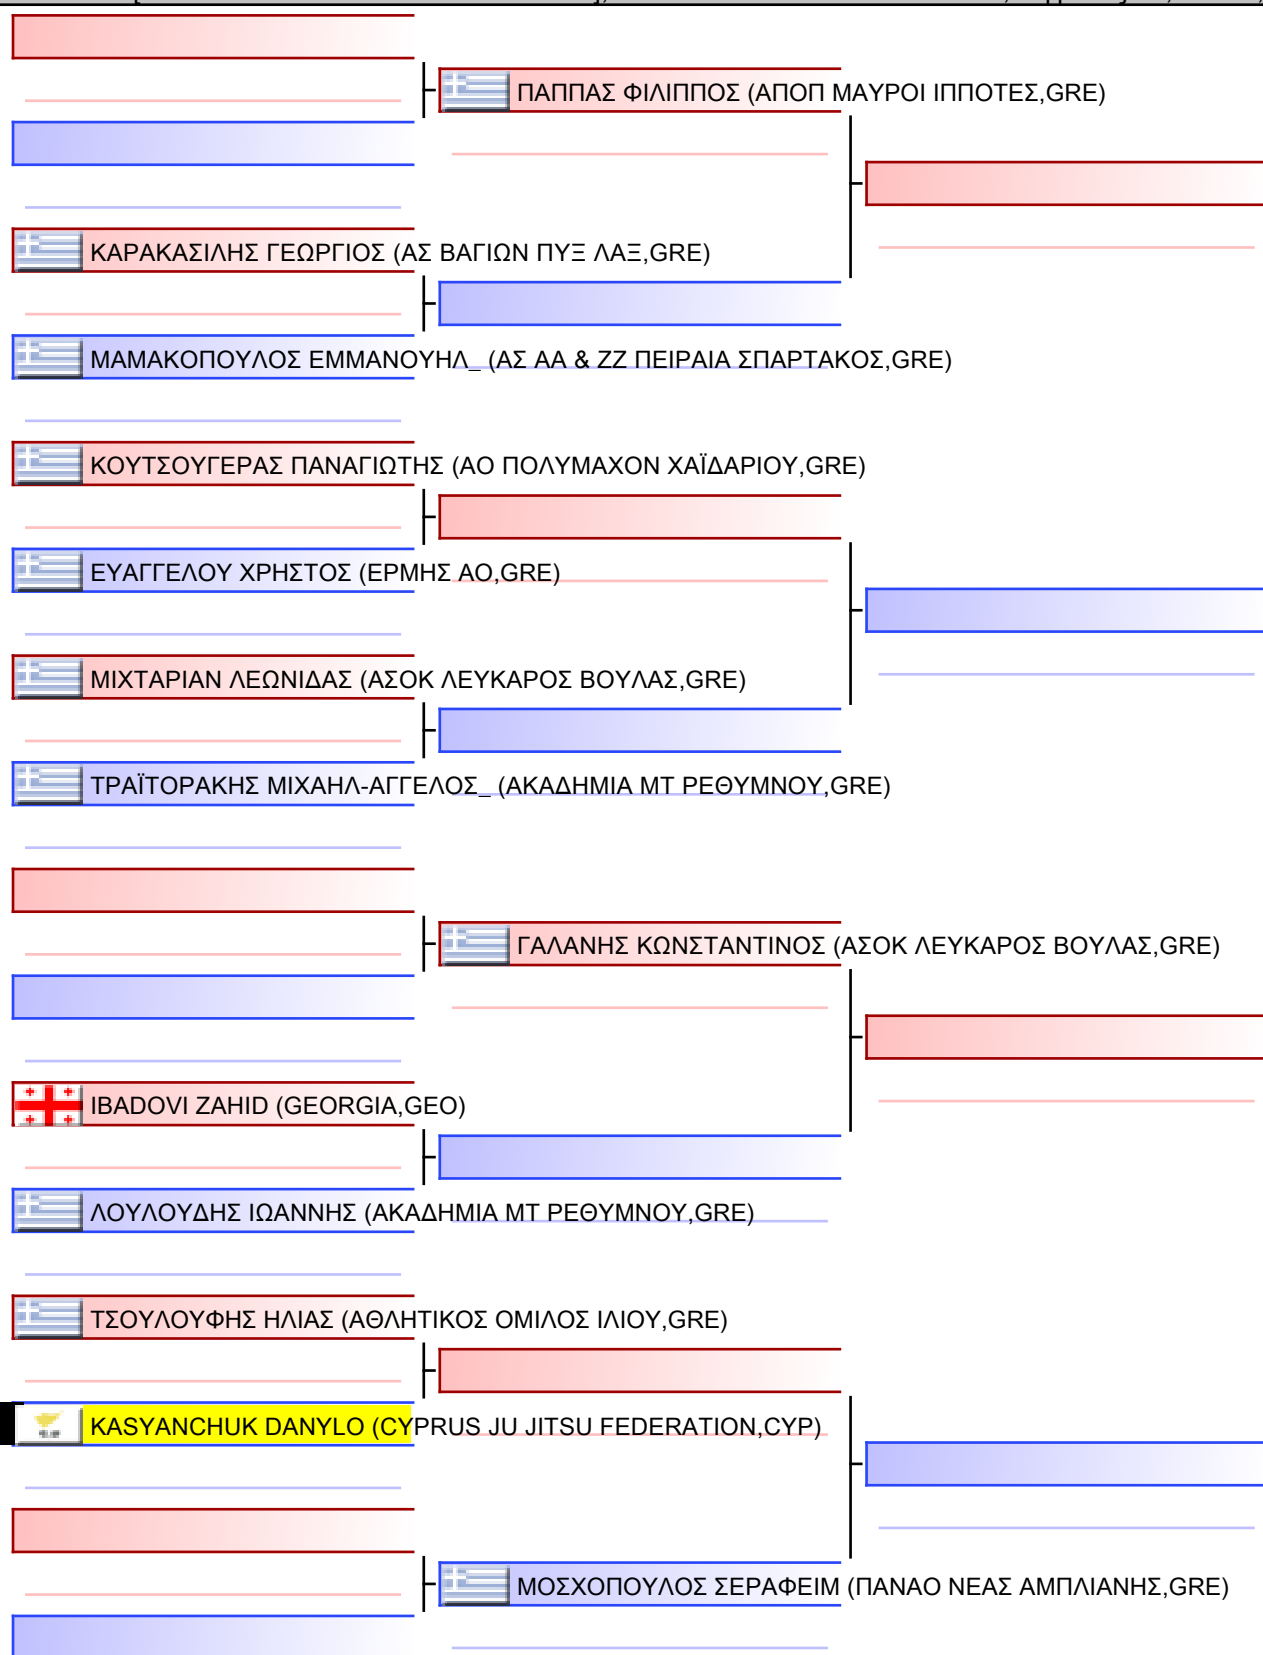 ΠΑΠΠΑΣ ΦΙΛΙΠΠΟΣ (ΑΠΟΠ ΜΑΥΡΟΙ ΙΠΠΟΤΕΣ,GRE)
ΚΑΡΑΚΑΣΙΛΗΣ ΓΕΩΡΓΙΟΣ (ΑΣ ΒΑΓΙΩΝ ΠΥΞ ΛΑΞ,GRE)
ΜΑΜΑΚΟΠΟΥΛΟΣ ΕΜΜΑΝΟΥΗΛ_ (ΑΣ ΑΑ & ΖΖ ΠΕΙΡΑΙΑ ΣΠΑΡΤΑΚΟΣ,GRE)
ΚΟΥΤΣΟΥΓΕΡΑΣ ΠΑΝΑΓΙΩΤΗΣ (ΑΟ ΠΟΛΥΜΑΧΟΝ ΧΑΪΔΑΡΙΟΥ,GRE)
ΕΥΑΓΓΕΛΟΥ ΧΡΗΣΤΟΣ (ΕΡΜΗΣ ΑΟ,GRE)
ΜΙΧΤΑΡΙΑΝ ΛΕΩΝΙΔΑΣ (ΑΣΟΚ ΛΕΥΚΑΡΟΣ ΒΟΥΛΑΣ,GRE)
ΤΡΑΪΤΟΡΑΚΗΣ ΜΙΧΑΗΛ-ΑΓΓΕΛΟΣ_ (ΑΚΑΔΗΜΙΑ ΜΤ ΡΕΘΥΜΝΟΥ,GRE)
ΓΑΛΑΝΗΣ ΚΩΝΣΤΑΝΤΙΝΟΣ (ΑΣΟΚ ΛΕΥΚΑΡΟΣ ΒΟΥΛΑΣ,GRE)
IBADOVI ZAHID (GEORGIA,GEO)
ΛΟΥΛΟΥΔΗΣ ΙΩΑΝΝΗΣ (ΑΚΑΔΗΜΙΑ ΜΤ ΡΕΘΥΜΝΟΥ,GRE)
ΤΣΟΥΛΟΥΦΗΣ ΗΛΙΑΣ (ΑΘΛΗΤΙΚΟΣ ΟΜΙΛΟΣ ΙΛΙΟΥ,GRE)
KASYANCHUK DANYLO (CYPRUS JU JITSU FEDERATION,CYP)
ΜΟΣΧΟΠΟΥΛΟΣ ΣΕΡΑΦΕΙΜ (ΠΑΝΑΟ ΝΕΑΣ ΑΜΠΛΙΑΝΗΣ,GRE)